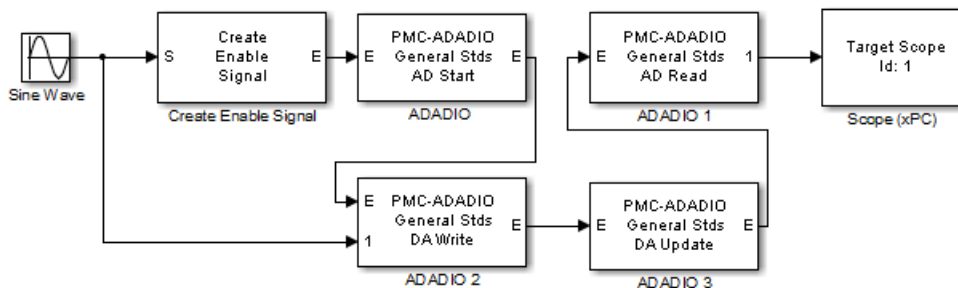 Sine Wave
S
Create
Enable
Signal
E
Create Enable Signal
E
PMC-ADADIO
General Stds
AD Start
E
ADADIO
E
PMC-ADADIO
General Stds
AD Read
1
ADADIO 1
Target Scope
Id: 1
Scope (xPC)
E
1
PMC-ADADIO
General Stds
DA Write
E
ADADIO 2
E
PMC-ADADIO
General Stds
DA Update
E
ADADIO 3